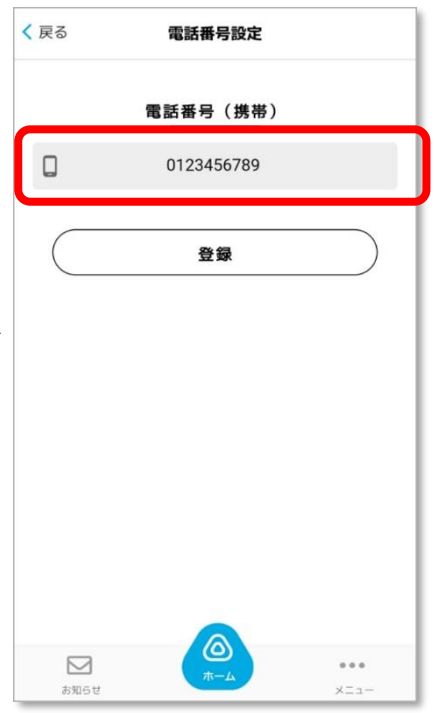 戻る 電話番号設定
電話番号（携帯）
0123456789
登録
お知らせ ホーム メニュー